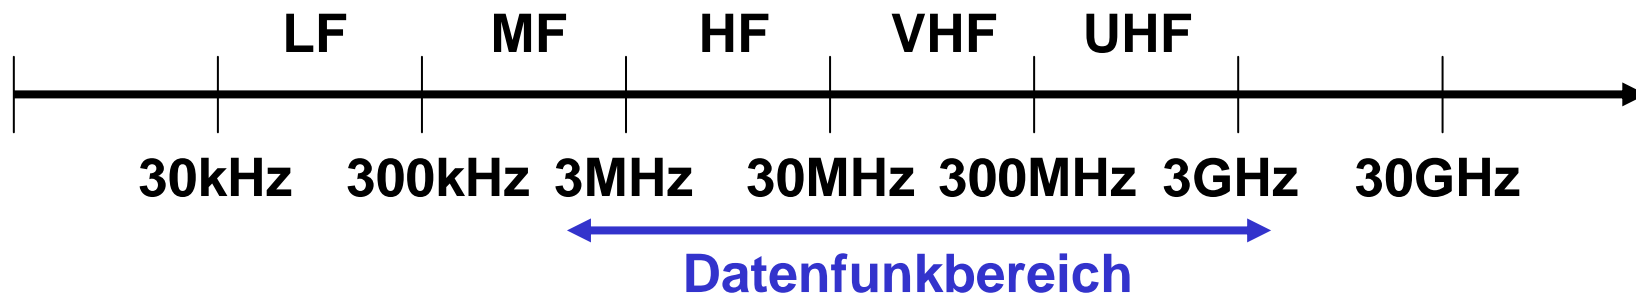 LF MF HF VHF UHF
30kHz 300kHz 3MHz 30MHz 300MHz 3GHz 30GHz
Datenfunkbereich